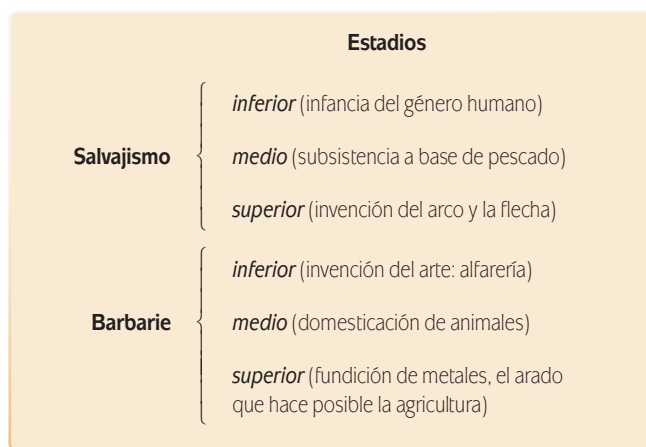 Estadios
inferior (infancia del género humano)
Salvajismo
medio (subsistencia a base de pescado)
superior (invención del arco y la flecha)
inferior (invención del arte: alfarería)
Barbarie
medio (domesticación de animales)
superior (fundición de metales, el arado
que hace posible la agricultura)